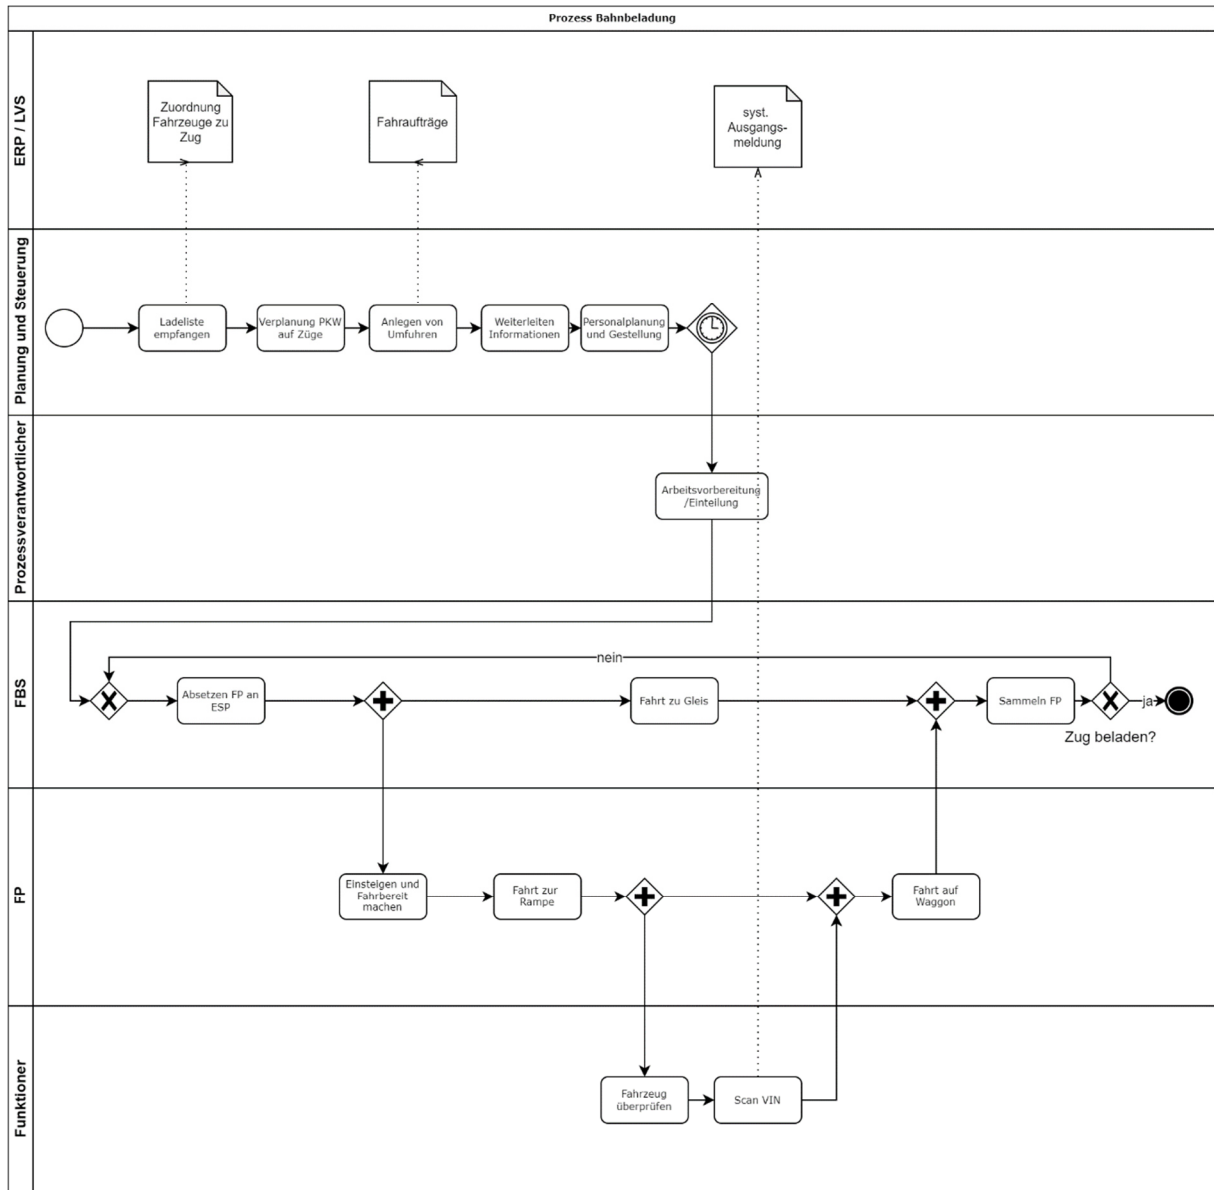 Prozess Bahnbeladung
ERP / LVS
Zuordnung
Fahrzeuge zu
Zug
Fahraufträge
syst.
Ausgangs-
meldung
Planung und Steuerung
Ladeliste
empfangen
Verplanung PKW
auf Züge
Anlegen von
Umfuhren
Weiterleiten
Informationen
Personalplanung
und Gestellung
Prozessverantwortlicher
Arbeitsvorbereitung
/Einteilung
FBS
nein
Absetzen FP an
ESP
Fahrt zu Gleis
Sammeln FP
ja
Zug beladen?
FP
Einsteigen und
Fahrbereit
machen
Fahrt zur
Rampe
Fahrt auf
Waggon
Funktioner
Fahrzeug
überprüfen
Scan VIN